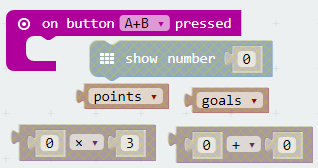 on button A+B pressed
show number 0
points
goals
0 × 3
0 + 0